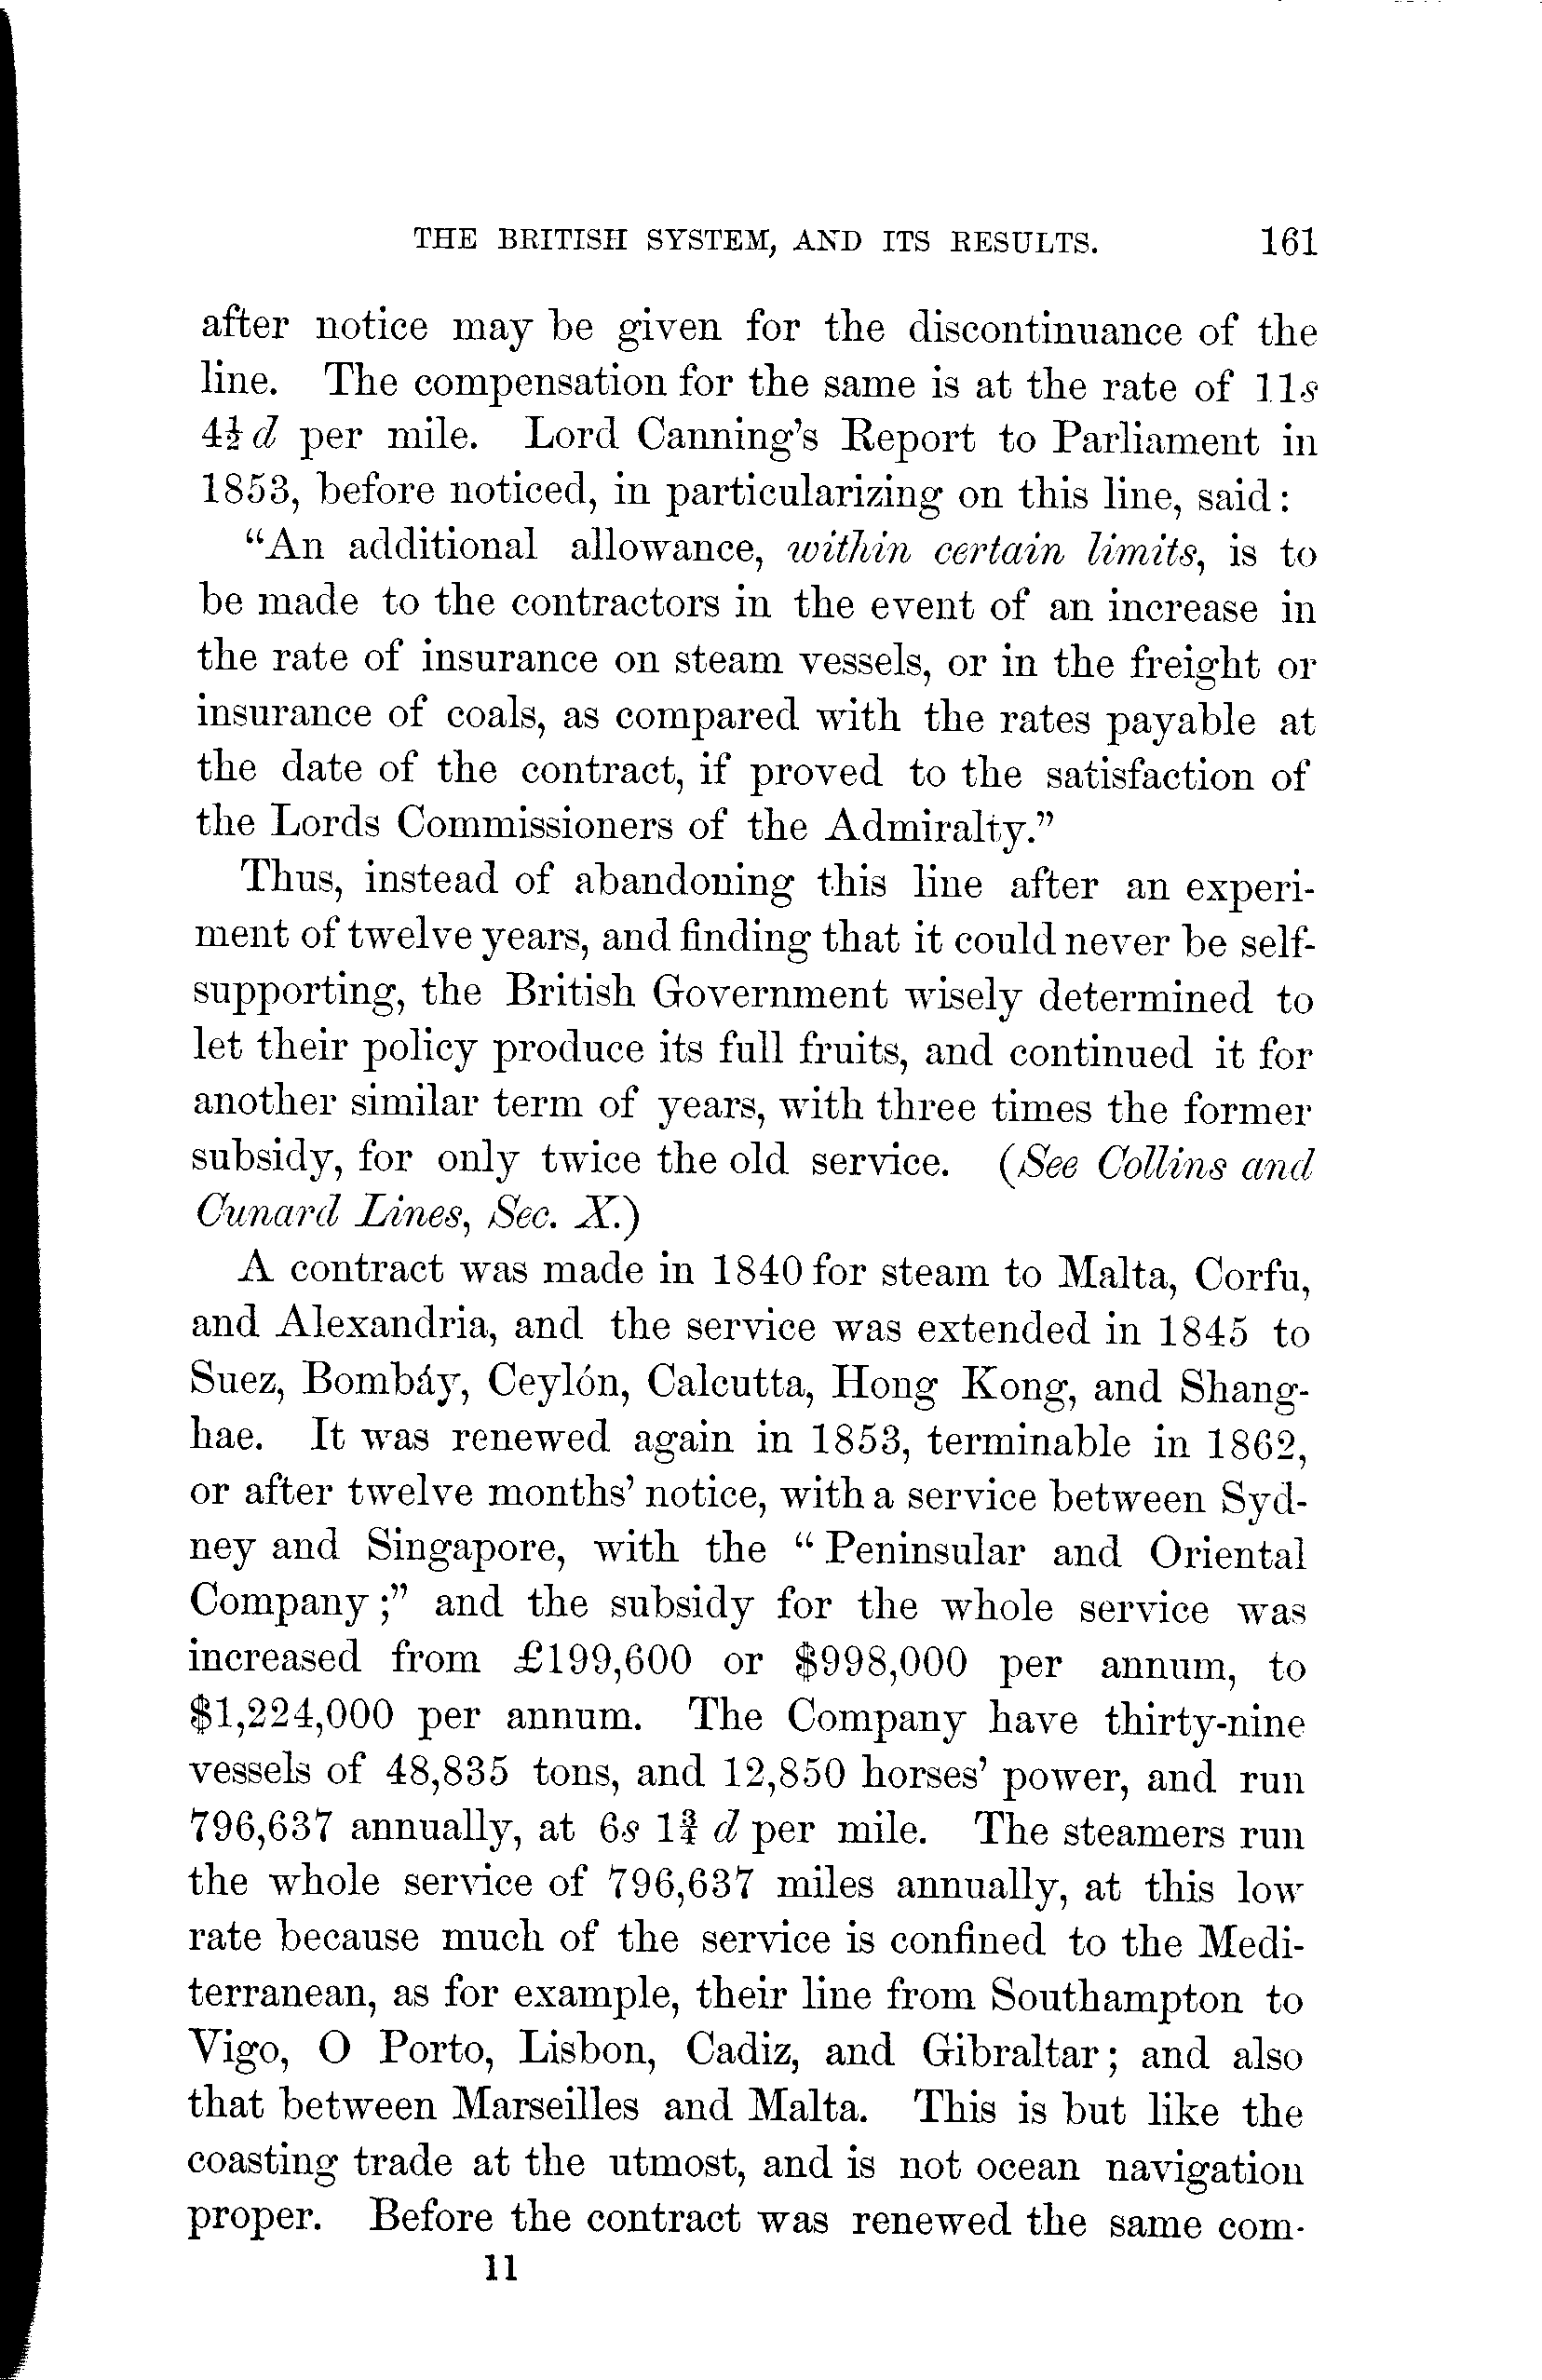 THE BRITISH SYSTEM, AND ITS RESULTS. 161
after notice may be given for the discontinuance of the
line. The compensation for the same is at the rate of 11s
4½ d per mile. Lord Canning's Report to Parliament in
1853, before noticed, in particularizing on this line, said:
“An additional allowance, within certain limits, is to
be made to the contractors in the event of an increase in
the rate of insurance on steam vessels, or in the freight or
insurance of coals, as compared with the rates payable at
the date of the contract, if proved to the satisfaction of
the Lords Commissioners of the Admiralty.”
Thus, instead of abandoning this line after an experi-
ment of twelve years, and finding that it could never be self-
supporting, the British Government wisely determined to
let their policy produce its full fruits, and continued it for
another similar term of years, with three times the former
subsidy, for only twice the old service. (See Collins and
Cunard Lines, Sec. X.)
A contract was made in 1840 for steam to Malta, Corfu,
and Alexandria, and the service was extended in 1845 to
Suez, Bombáy, Ceylón, Calcutta, Hong Kong, and Shang-
hae. It was renewed again in 1853, terminable in 1862,
or after twelve months' notice, with a service between Syd-
ney and Singapore, with the “ Peninsular and Oriental
Company ;” and the subsidy for the whole service was
increased from £199,600 or $998,000 per annum, to
$1,224,000 per annum. The Company have thirty-nine
vessels of 48,835 tons, and 12,850 horses' power, and run
796,637 annually, at 6s 1¾ d per mile. The steamers run
the whole service of 796,637 miles annually, at this low
rate because much of the service is confined to the Medi-
terranean, as for example, their line from Southampton to
Vigo, O Porto, Lisbon, Cadiz, and Gibraltar; and also
that between Marseilles and Malta. This is but like the
coasting trade at the utmost, and is not ocean navigation
proper. Before the contract was renewed the same com-
11